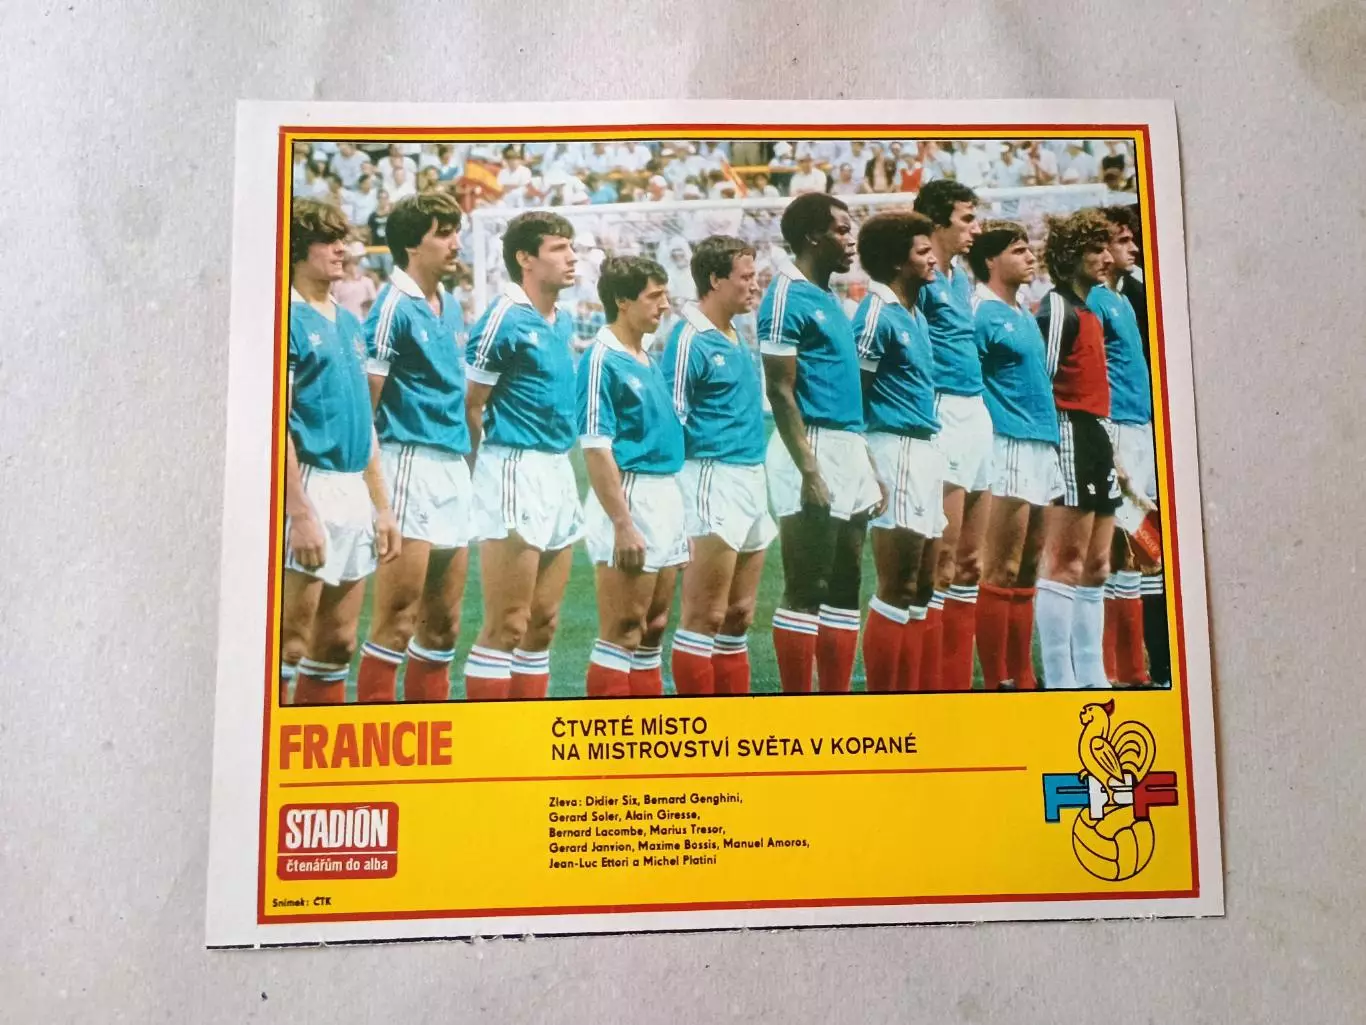 FRANCIE
ČTVRTÉ MÍSTO
NA MISTROVSTVÍ SVĚTA V KOPANÉ
Zleva: Didier Six, Bernard Genghini,
Gerard Soler, Alain Giresse,
Bernard Lacombe, Marius Tresor,
Gerard Janvion, Maxime Bossis, Manuel Amoros,
Jean-Luc Ettori a Michel Platini
STADIÓN
čtenářům do alba
Snímek: ČTK
FFF